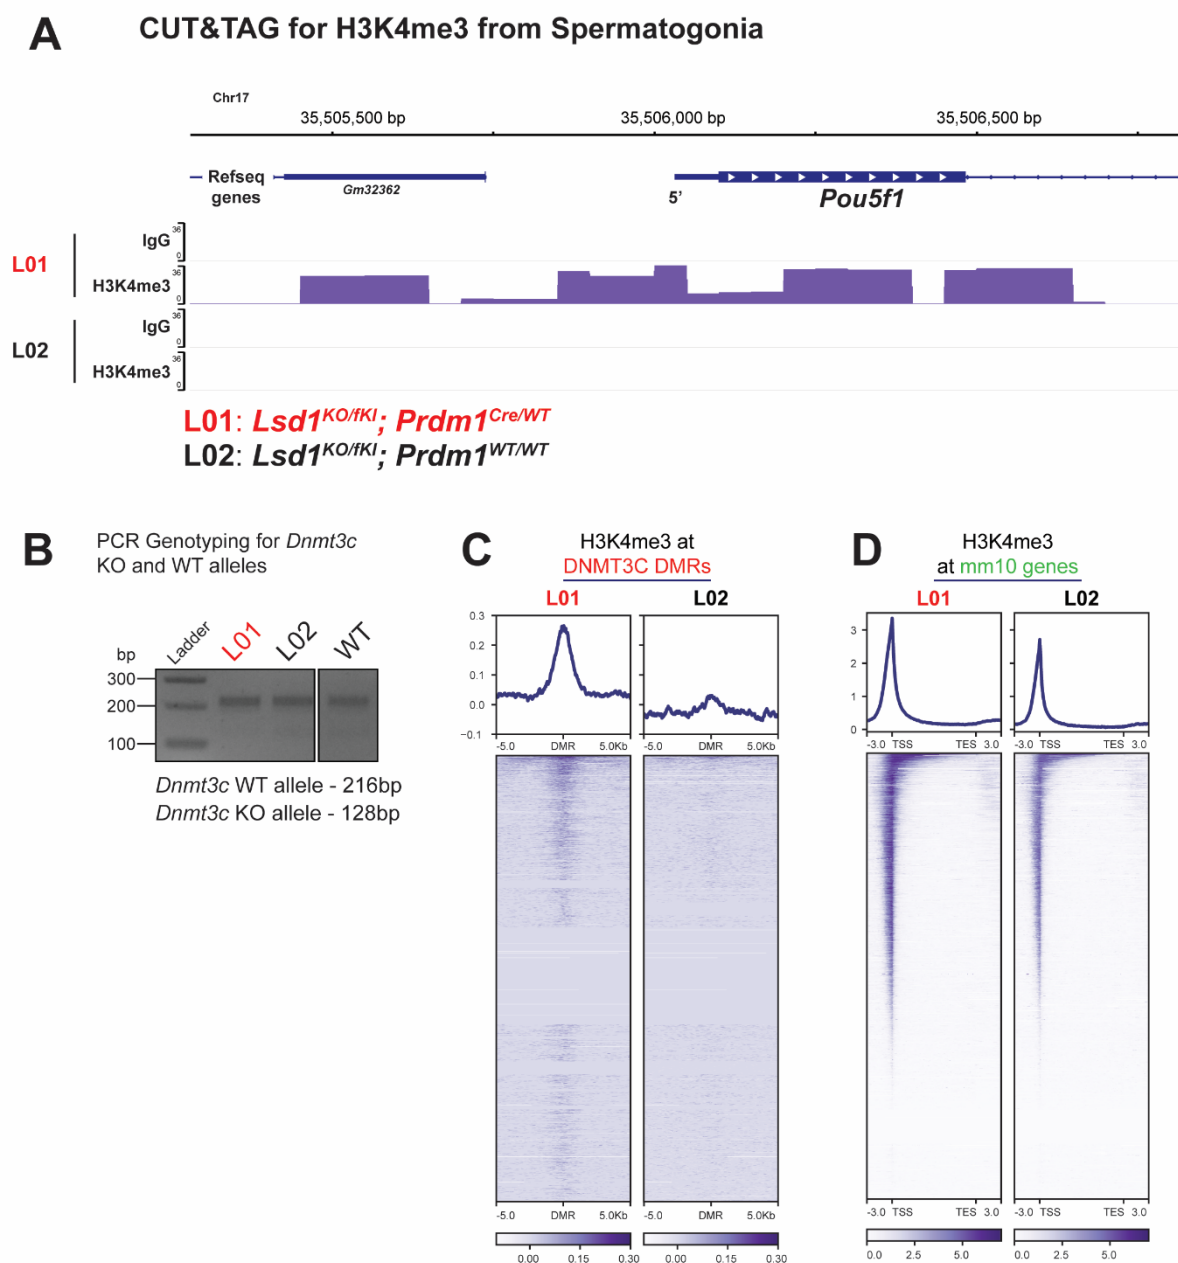 A
CUT&TAG for H3K4me3 from Spermatogonia
Chr17
35,505,500 bp 35,506,000 bp 35,506,500 bp
Refseq genes
Gm32362
5'
Pou5f1
L01
IgG
36
0
H3K4me3
36
0
L02
IgG
36
0
H3K4me3
36
0
L01: Lsd1KO/fKI; Prdm1Cre/WT
L02: Lsd1KO/fKI; Prdm1WT/WT
B
PCR Genotyping for Dnmt3c
KO and WT alleles
bp
Ladder L01 L02 WT
300
200
100
Dnmt3c WT allele - 216bp
Dnmt3c KO allele - 128bp
C
H3K4me3 at
DNMT3C DMRs
L01 L02
0.3
0.2
0.1
0.0
−0.1
-5.0 DMR 5.0Kb -5.0 DMR 5.0Kb
-5.0 DMR 5.0Kb -5.0 DMR 5.0Kb
0.00 0.15 0.30 0.00 0.15 0.30
D
H3K4me3
at mm10 genes
L01 L02
3
2
1
0
-3.0 TSS TES 3.0 -3.0 TSS TES 3.0
-3.0 TSS TES 3.0 -3.0 TSS TES 3.0
0.0 2.5 5.0 0.0 2.5 5.0